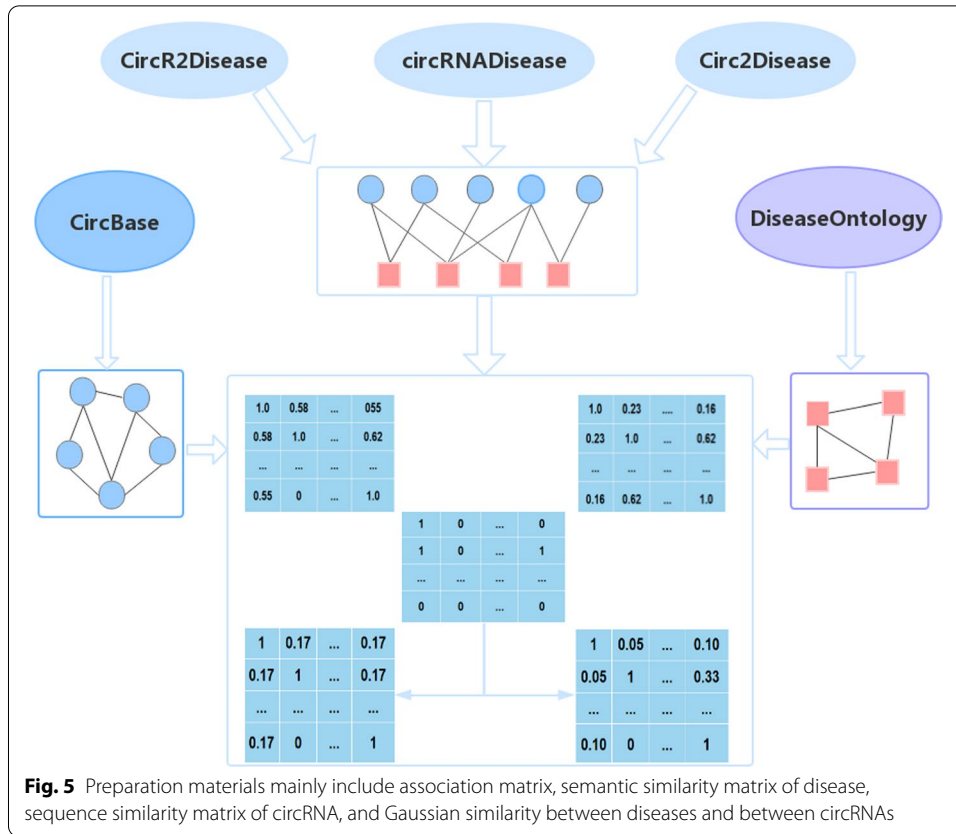 CircR2Disease
circRNADisease
Circ2Disease
CircBase
DiseaseOntology
1.0 0.58 ... 055
0.58 1.0 ... 0.62
... ... ... ...
0.55 0 ... 1.0
1.0 0.23 .... 0.16
0.23 1.0 ... 0.62
... ... ... ...
0.16 0.62 ... 1.0
1 0 ... 0
1 0 ... 1
... ... ... ...
0 0 ... 0
1 0.17 ... 0.17
0.17 1 ... 0.17
... ... ... ...
0.17 0 ... 1
1 0.05 ... 0.10
0.05 1 ... 0.33
... ... ... ...
0.10 0 ... 1
Fig. 5 Preparation materials mainly include association matrix, semantic similarity matrix of disease,
sequence similarity matrix of circRNA, and Gaussian similarity between diseases and between circRNAs